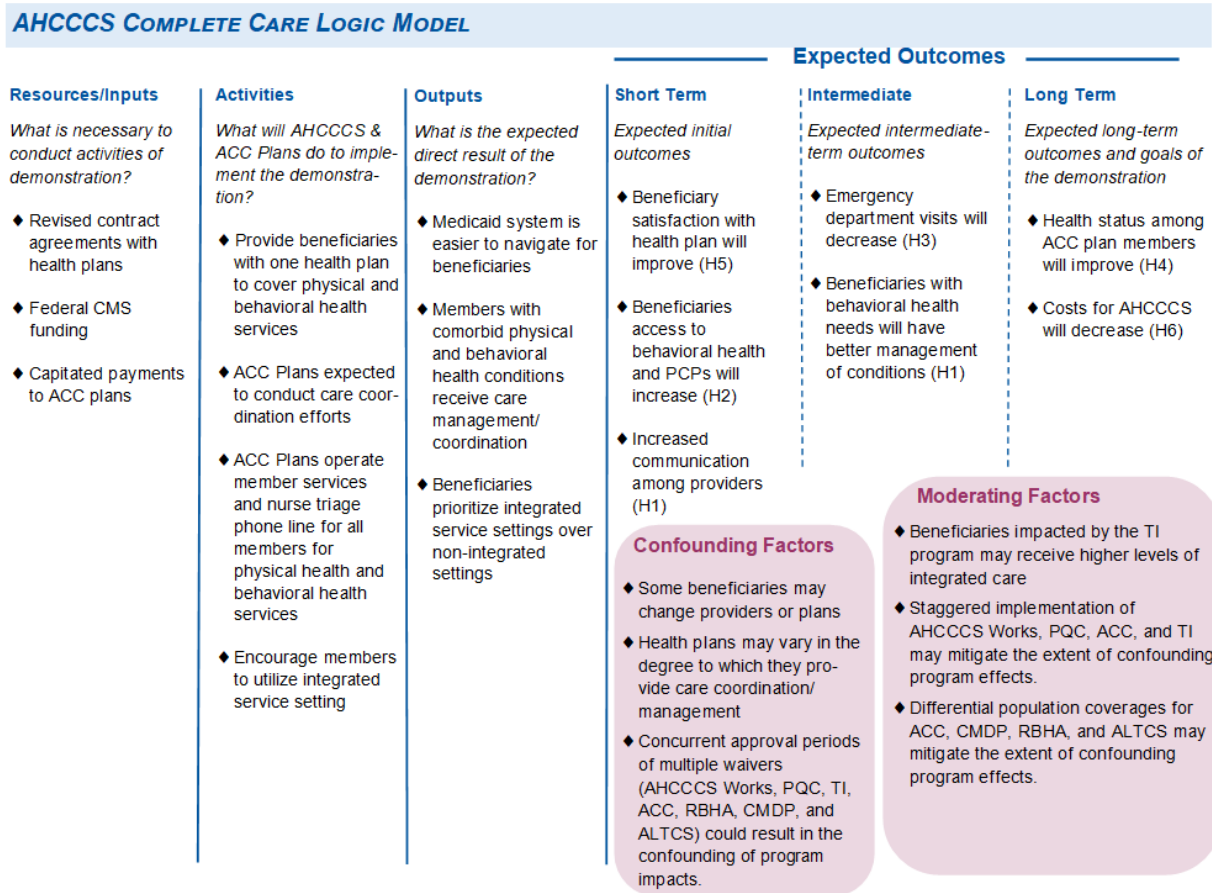 AHCCCS COMPLETE CARE LOGIC MODEL
Expected Outcomes
Resources/Inputs
What is necessary to
conduct activities of
demonstration?
♦ Revised contract
agreements with
health plans
♦ Federal CMS
funding
♦ Capitated payments
to ACC plans
Activities
What will AHCCCS &
ACC Plans do to imple-
ment the demonstra-
tion?
♦ Provide beneficiaries
with one health plan
to cover physical and
behavioral health
services
♦ ACC Plans expected
to conduct care coor-
dination efforts
♦ ACC Plans operate
member services
and nurse triage
phone line for all
members for
physical health and
behavioral health
services
♦ Encourage members
to utilize integrated
service setting
Outputs
What is the expected
direct result of the
demonstration?
♦ Medicaid system is
easier to navigate for
beneficiaries
♦ Members with
comorbid physical
and behavioral
health conditions
receive care
management/
coordination
♦ Beneficiaries
prioritize integrated
service settings over
non-integrated
settings
Short Term
Expected initial
outcomes
♦ Beneficiary
satisfaction with
health plan will
improve (H5)
♦ Beneficiaries
access to
behavioral health
and PCPs will
increase (H2)
♦ Increased
communication
among providers
(H1)
Intermediate
Expected intermediate-
term outcomes
♦ Emergency
department visits will
decrease (H3)
♦ Beneficiaries with
behavioral health
needs will have
better management
of conditions (H1)
Long Term
Expected long-term
outcomes and goals of
the demonstration
♦ Health status among
ACC plan members
will improve (H4)
♦ Costs for AHCCCS
will decrease (H6)
Confounding Factors
♦ Some beneficiaries may
change providers or plans
♦ Health plans may vary in the
degree to which they pro-
vide care coordination/
management
♦ Concurrent approval periods
of multiple waivers
(AHCCCS Works, PQC, TI,
ACC, RBHA, CMDP, and
ALTCS) could result in the
confounding of program
impacts.
Moderating Factors
♦ Beneficiaries impacted by the TI
program may receive higher levels of
integrated care
♦ Staggered implementation of
AHCCCS Works, PQC, ACC, and TI
may mitigate the extent of confounding
program effects.
♦ Differential population coverages for
ACC, CMDP, RBHA, and ALTCS may
mitigate the extent of confounding
program effects.